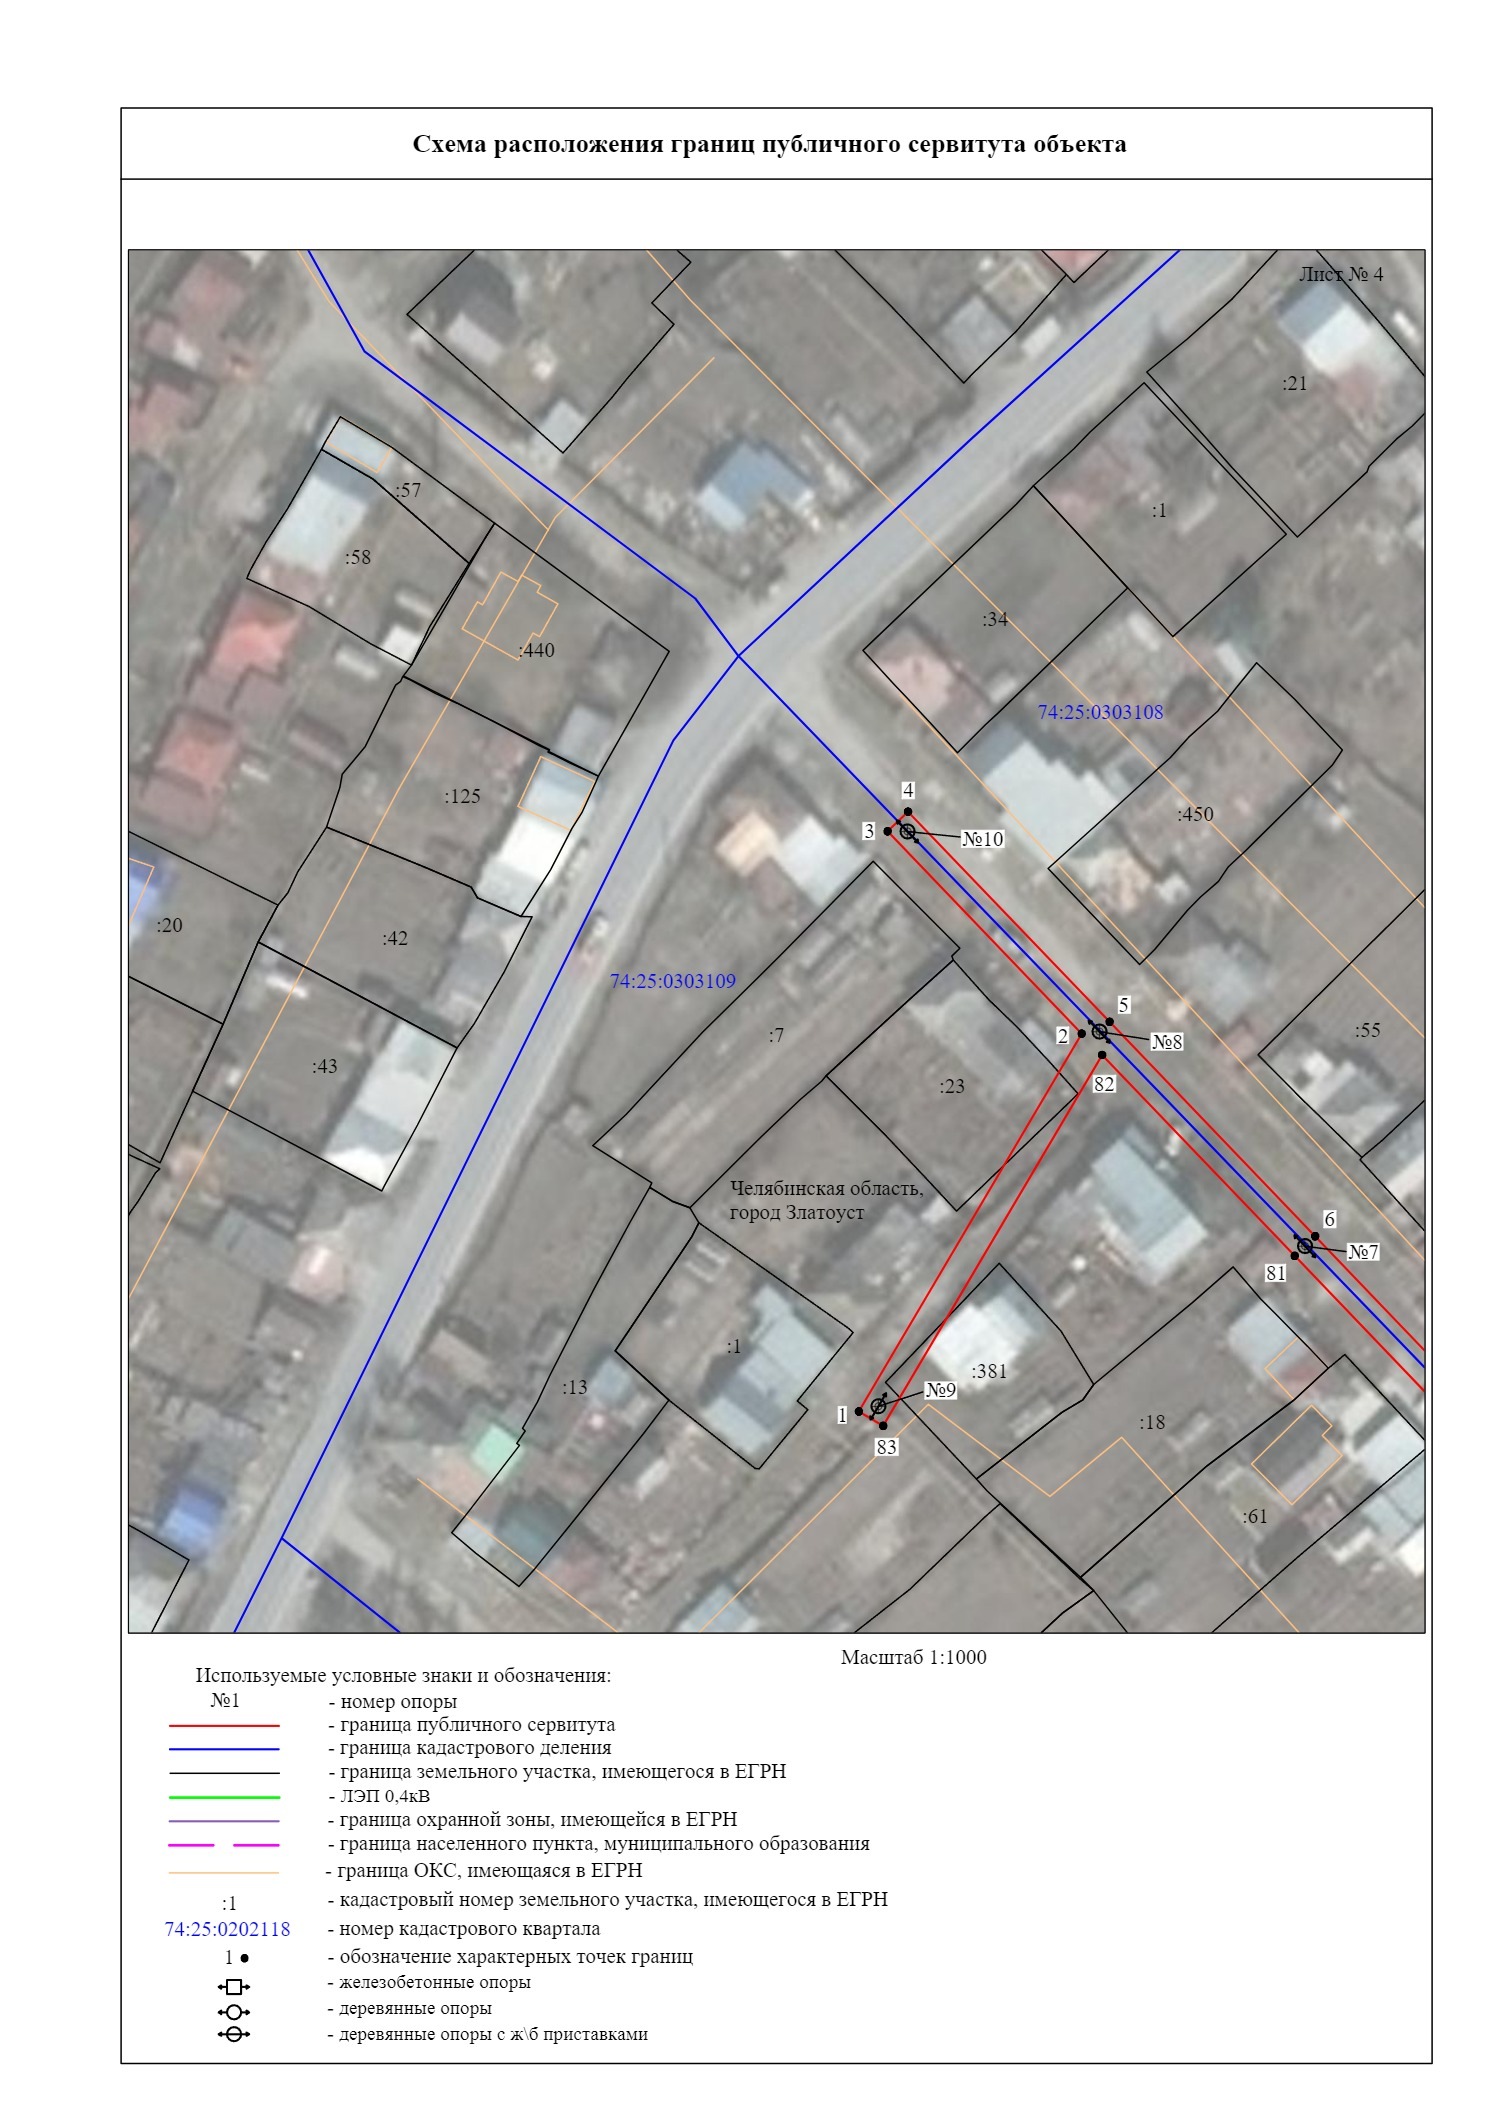 Схема расположения границ публичного сервитута объекта
Лист № 4
:21
:57
:1
:58
:34
:440
74:25:0303108
4
:125
:450
3
№10
:20
:42
74:25:0303109
5
:7
2
№8
:55
:43
82
:23
Челябинская область,
город Златоуст
6
№7
81
:1
:381
:13
№9
1
:18
83
:61
Масштаб 1:1000
Используемые условные знаки и обозначения:
№1 - номер опоры
- граница публичного сервитута
- граница кадастрового деления
- граница земельного участка, имеющегося в ЕГРН
- ЛЭП 0,4кВ
- граница охранной зоны, имеющейся в ЕГРН
- граница населенного пункта, муниципального образования
- граница ОКС, имеющаяся в ЕГРН
:1 - кадастровый номер земельного участка, имеющегося в ЕГРН
74:25:0202118 - номер кадастрового квартала
1 - обозначение характерных точек границ
- железобетонные опоры
- деревянные опоры
- деревянные опоры с ж\б приставками